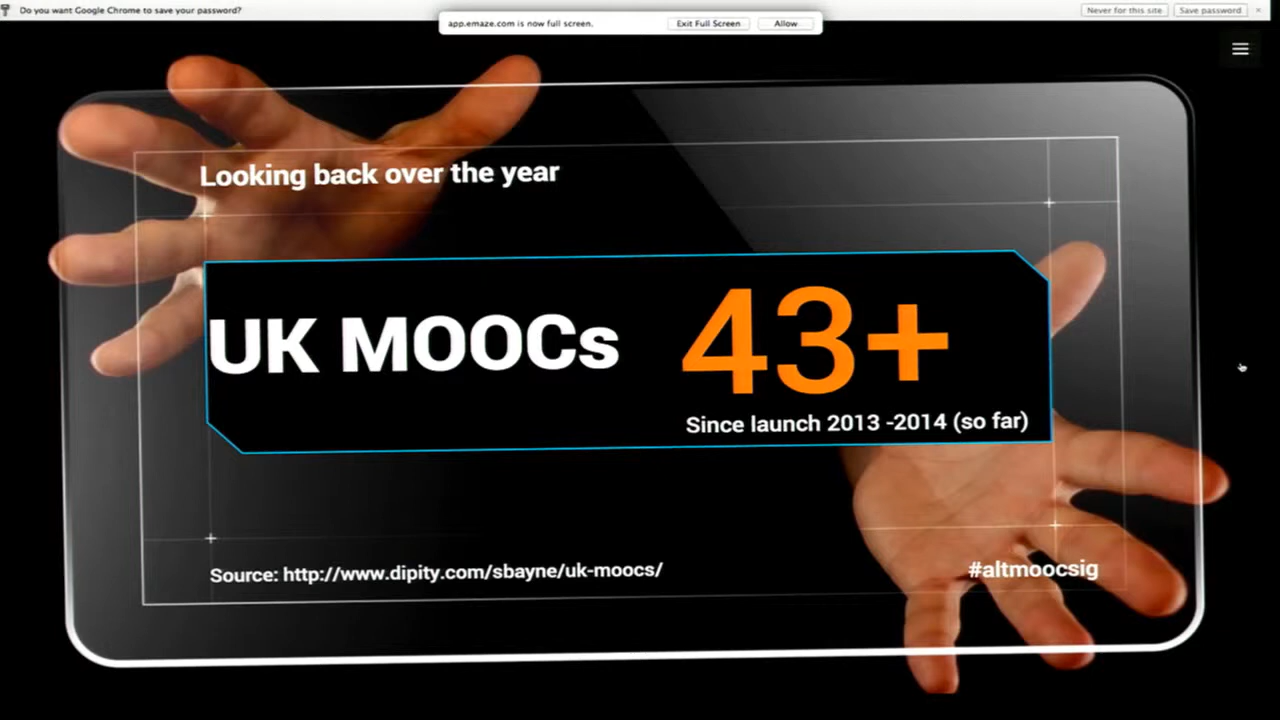 Do you want Google Chrome to save your password?
Never for this site
Save password
app.emaze.com is now full screen.
Exit Full Screen
Allow
Looking back over the year
UK MOOCs
43+
Since launch 2013 -2014 (so far)
Source: http://www.dipity.com/sbayne/uk-moocs/
#altmoocsig